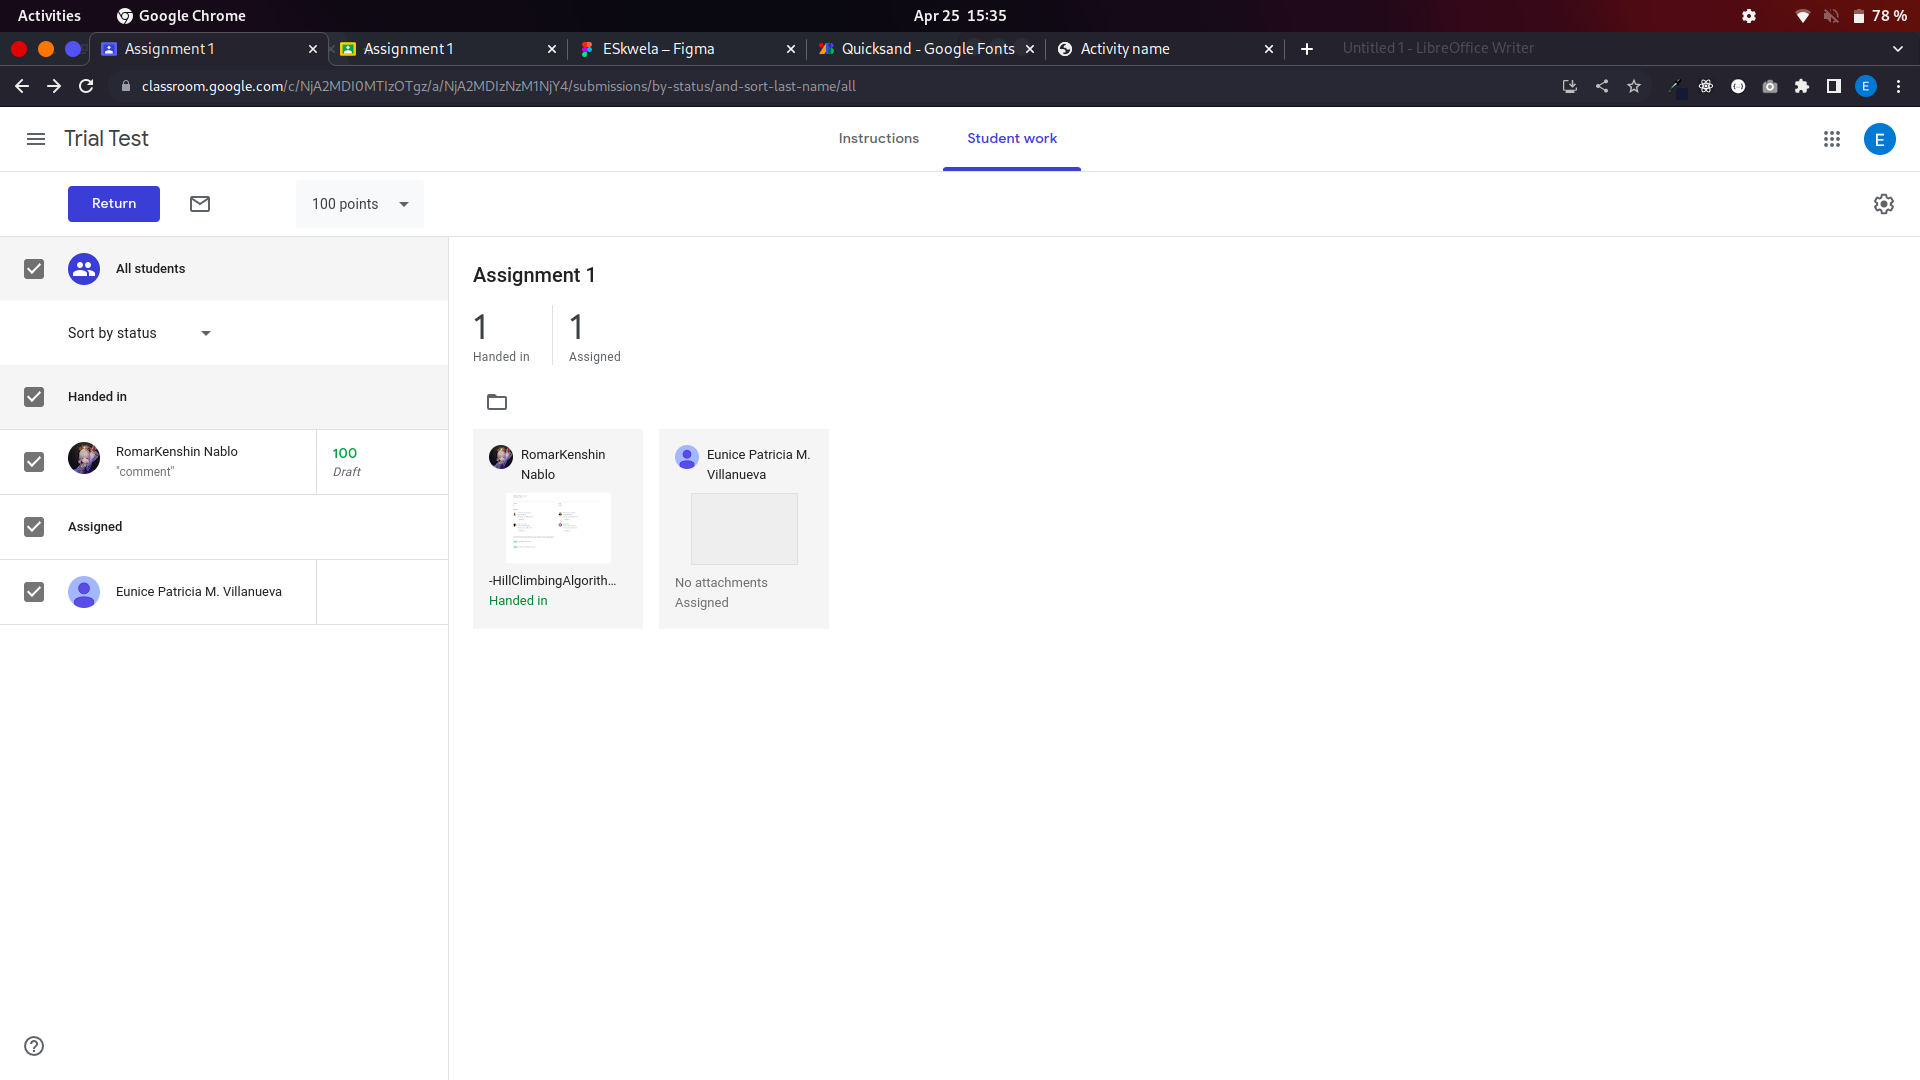 Activities
Google Chrome
Apr 25 15:35
78 %
Assignment 1
Assignment 1
ESkwela – Figma
Quicksand - Google Fonts
Activity name
Untitled 1 - LibreOffice Writer
classroom.google.com/c/NjA2MDI0MTIzOTgz/a/NjA2MDIzNzM1NjY4/submissions/by-status/and-sort-last-name/all
E
Trial Test
Instructions
Student work
E
Return
100 points
All students
Sort by status
Handed in
RomarKenshin Nablo
"comment"
100
Draft
Assigned
Eunice Patricia M. Villanueva
Assignment 1
1
Handed in
1
Assigned
RomarKenshin
Nablo
-HillClimbingAlgorith...
Handed in
Eunice Patricia M.
Villanueva
No attachments
Assigned